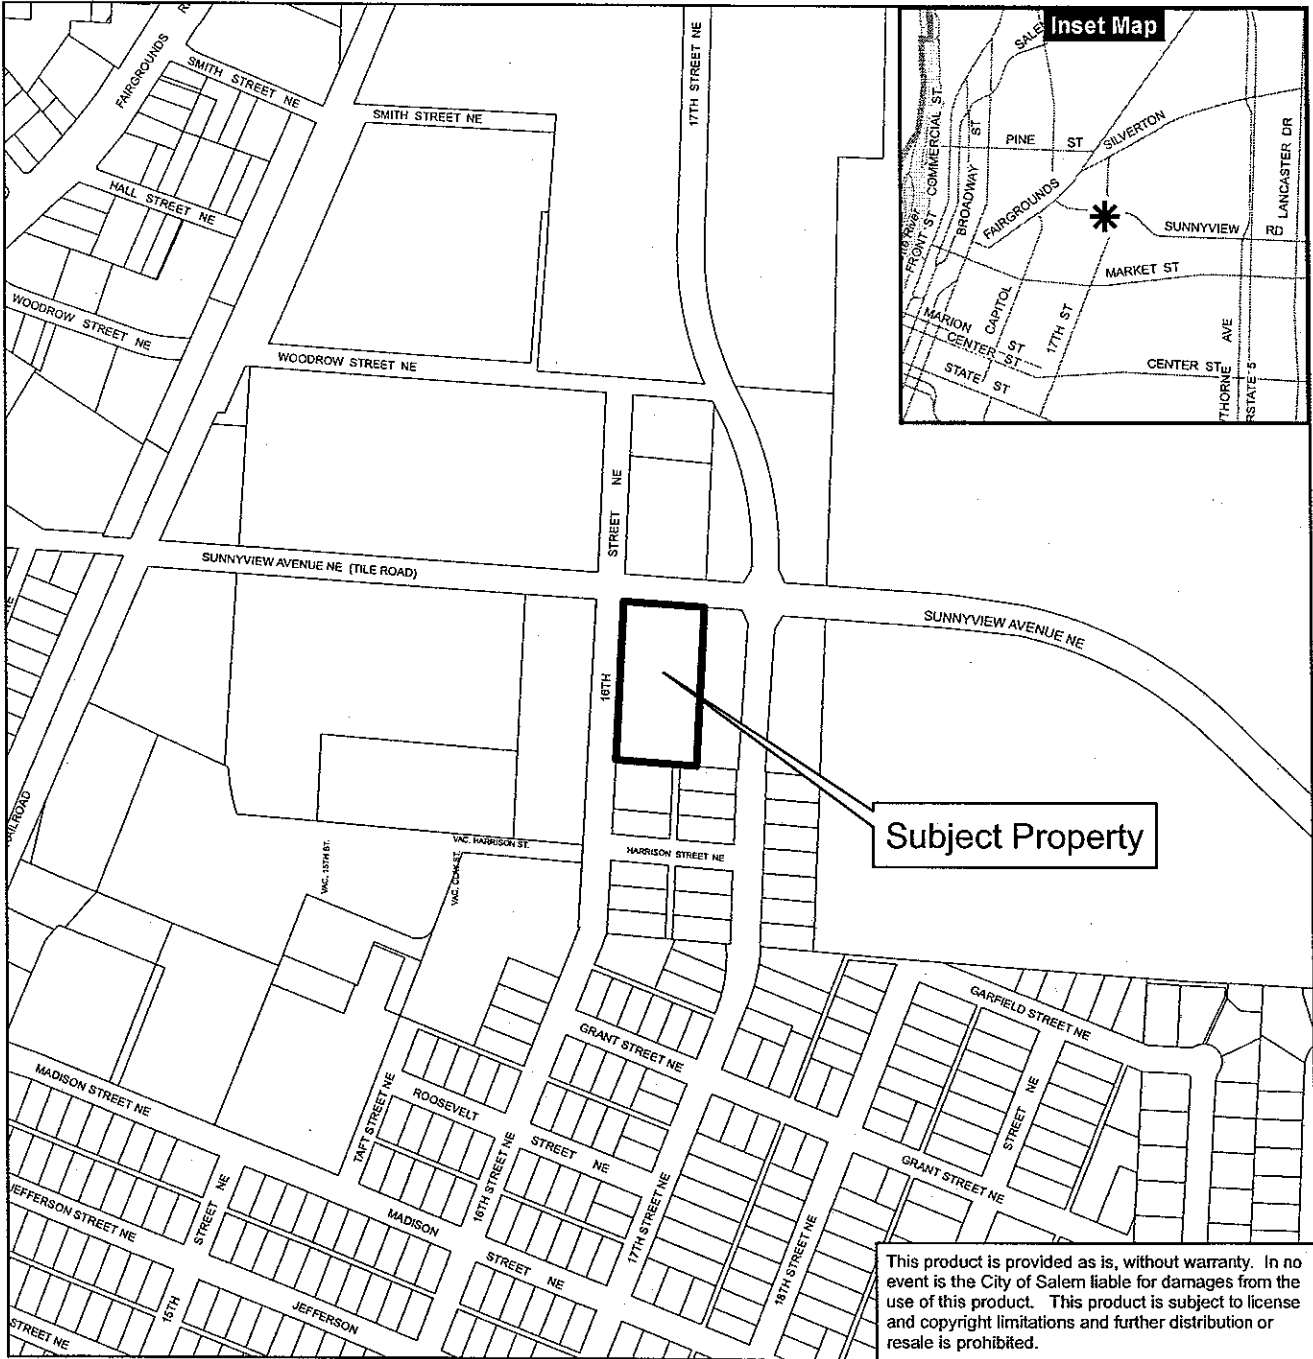 Inset Map
SALEM
PINE ST
SILVERTON
COMMERCIAL ST
BROADWAY ST
FRONT ST
FAIRGROUNDS
LANCASTER DR
SUNNYVIEW RD
MARKET ST
CAPITOL ST
17TH ST
MARION
CENTER ST
CENTER ST
STATE ST
AVE
FAIRGROUNDS
SMITH STREET NE
SMITH STREET NE
17TH STREET NE
HALL STREET NE
WOODROW STREET NE
WOODROW STREET NE
STREET NE
SUNNYVIEW AVENUE NE (TILE ROAD)
SUNNYVIEW AVENUE NE
16TH
Subject Property
VAC. HARRISON ST.
HARRISON STREET NE
VAC. 15TH ST.
GARFIELD STREET NE
GRANT STREET NE
MADISON STREET NE
TAFT STREET NE
ROOSEVELT
STREET NE
16TH STREET NE
17TH STREET NE
18TH STREET NE
STREET NE
GRANT STREET NE
JEFFERSON STREET NE
STREET NE
15TH
MADISON
STREET NE
JEFFERSON
STREET NE
This product is provided as is, without warranty. In no
event is the City of Salem liable for damages from the
use of this product. This product is subject to license
and copyright limitations and further distribution or
resale is prohibited.